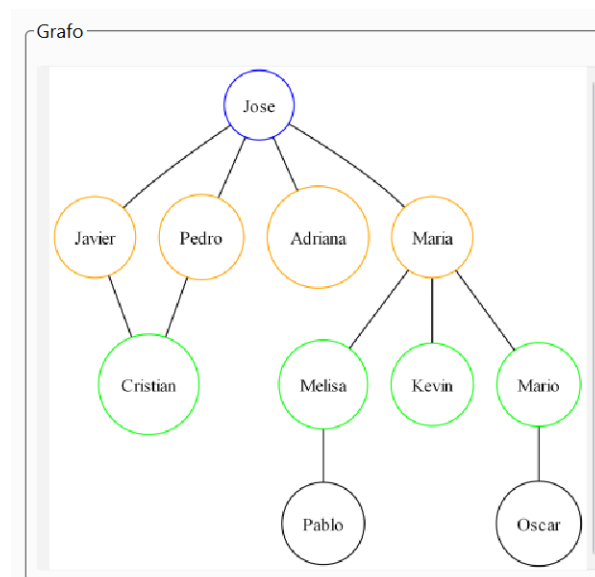 Grafo
Jose
Javier
Pedro
Adriana
Maria
Cristian
Melisa
Kevin
Mario
Pablo
Oscar